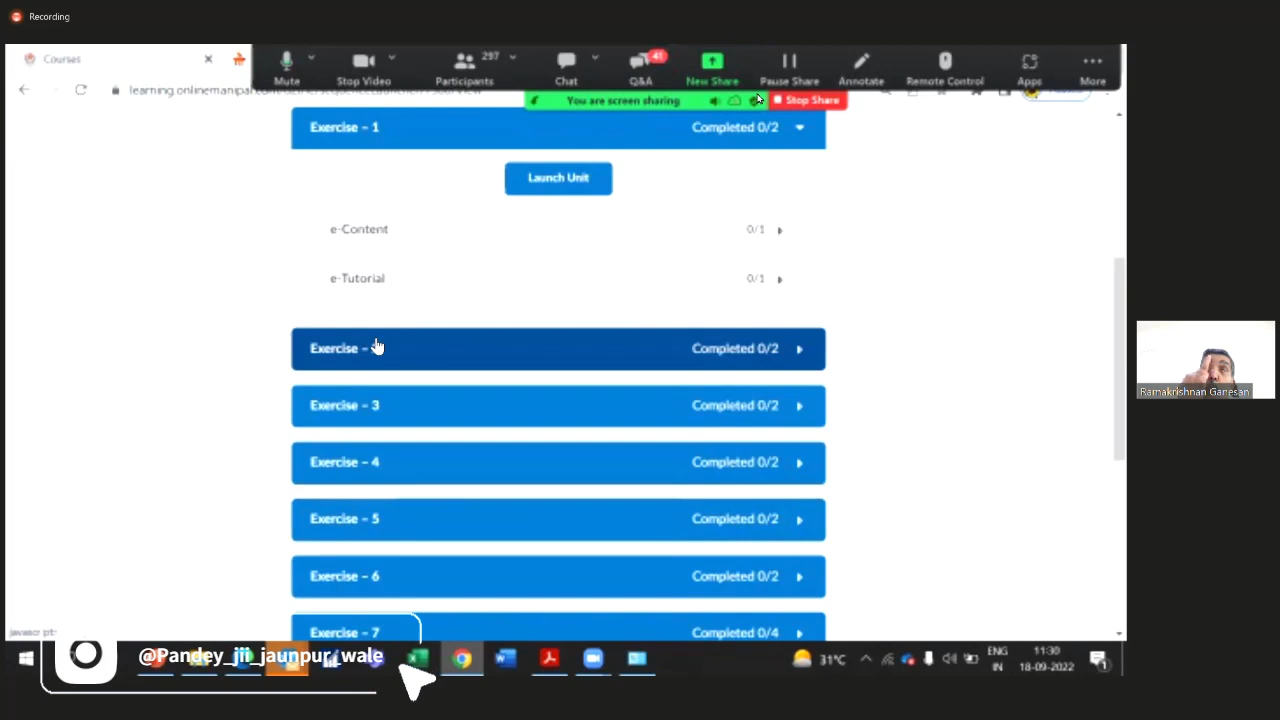 Recording
Courses
Mute
Stop Video
297
Participants
Chat
41
Q&A
New Share
Pause Share
Annotate
Remote Control
Apps
More
You are screen sharing
Stop Share
Exercise – 1 Completed 0/2
Launch Unit
e-Content 0/1
e-Tutorial 0/1
Exercise – Completed 0/2
Exercise – 3 Completed 0/2
Exercise – 4 Completed 0/2
Exercise – 5 Completed 0/2
Exercise – 6 Completed 0/2
Exercise – 7 Completed 0/4
Ramakrishnan Ganesan
@Pandey_jii_jaunpur_wale
31°C
ENG
IN
11:30
18-09-2022